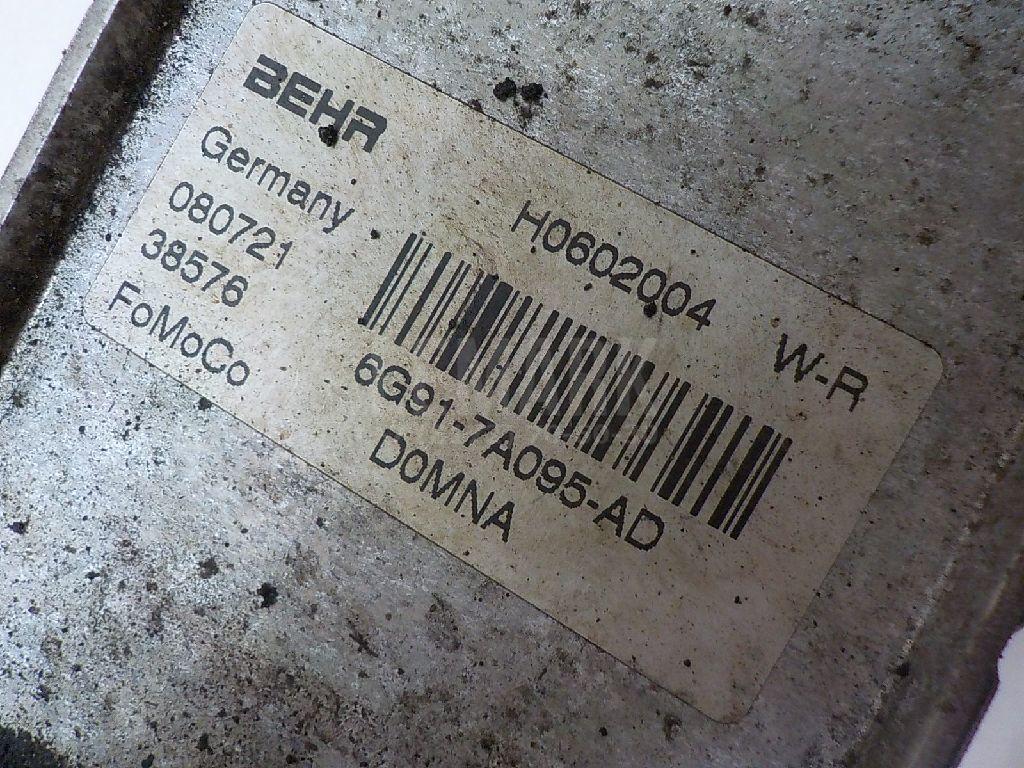 BEHR
Germany
080721
38576
FoMoCo
H0602004 W-R
6G91-7A095-AD
D0MNA